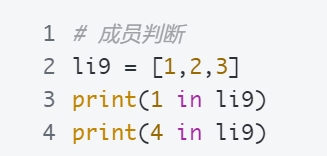 1 # 成员判断
2 li9 = [1,2,3]
3 print(1 in li9)
4 print(4 in li9)